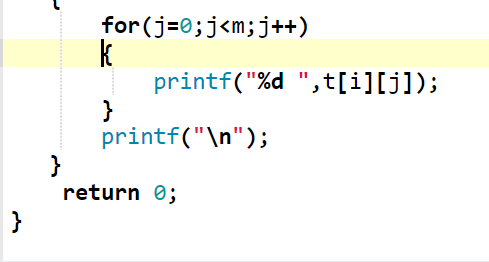 {
for(j=0;j<m;j++)
{
printf("%d ",t[i][j]);
}
printf("\n");
}
return 0;
}